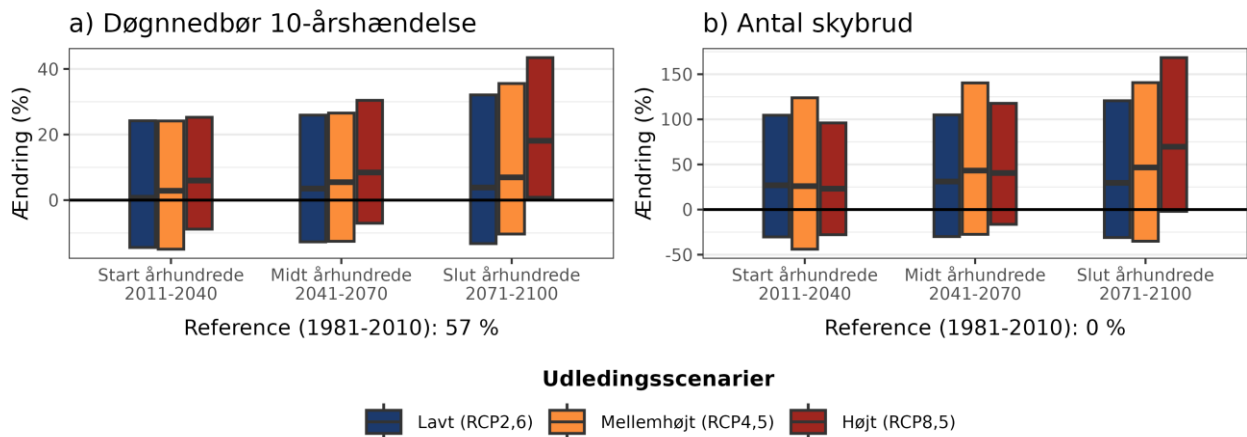 a) Døgnnedbør 10-årshændelse
b) Antal skybrud
Ændring (%)
40
20
0
Start århundrede
2011-2040
Midt århundrede
2041-2070
Slut århundrede
2071-2100
Reference (1981-2010): 57 %
Ændring (%)
150
100
50
0
-50
Start århundrede
2011-2040
Midt århundrede
2041-2070
Slut århundrede
2071-2100
Reference (1981-2010): 0 %
Udledingsscenarier
Lavt (RCP2,6)
Mellemhøjt (RCP4,5)
Højt (RCP8,5)